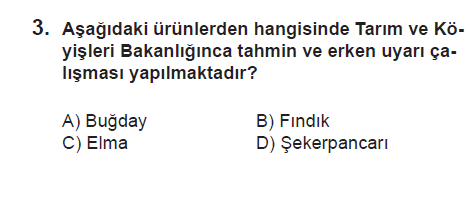 3. Aşağıdaki ürünlerden hangisinde Tarım ve Kö-
yişleri Bakanlığınca tahmin ve erken uyarı ça-
lışması yapılmaktadır?
A) Buğday B) Fındık
C) Elma D) Şekerpancarı